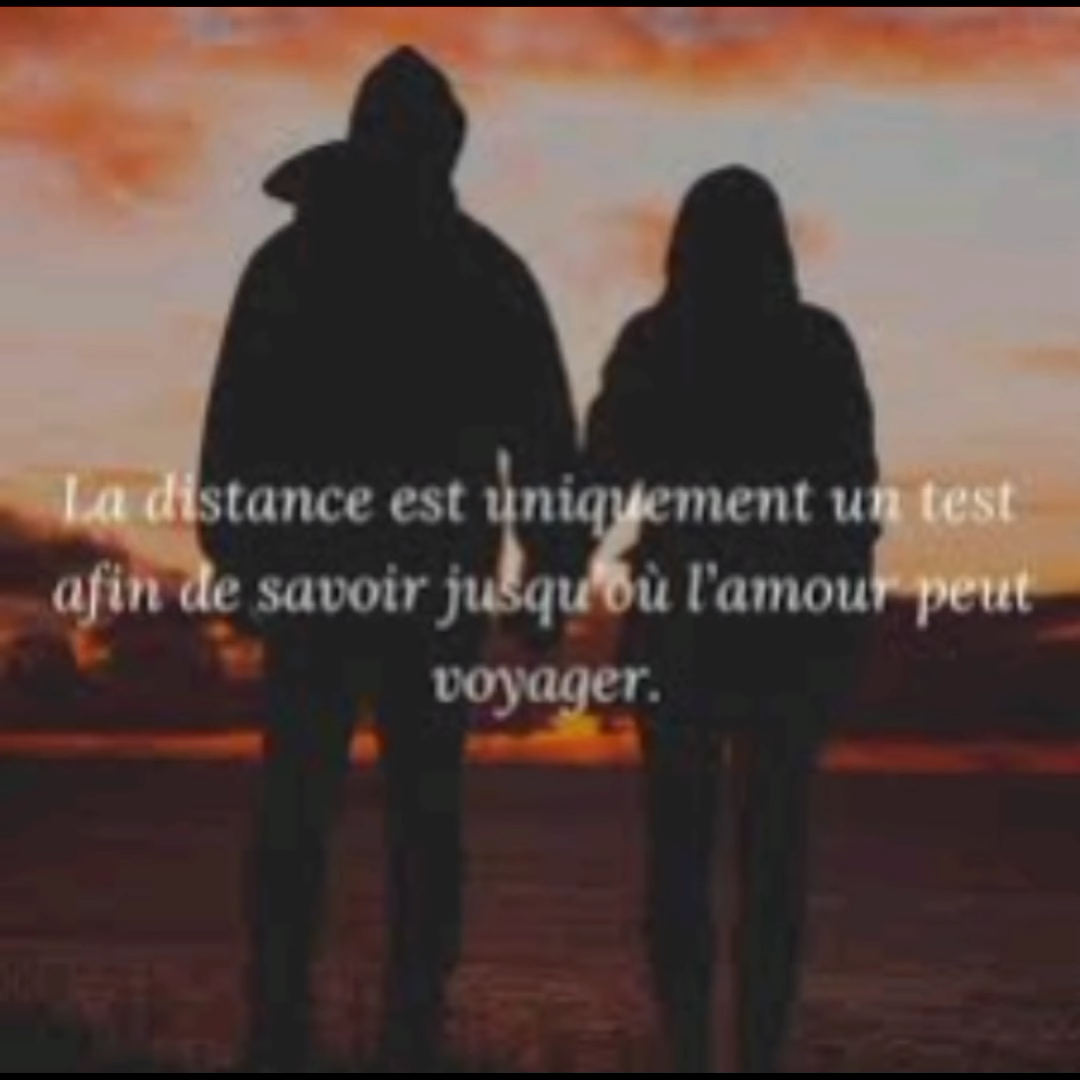 La distance est uniquement un test
afin de savoir jusqu'où l'amour peut
voyager.